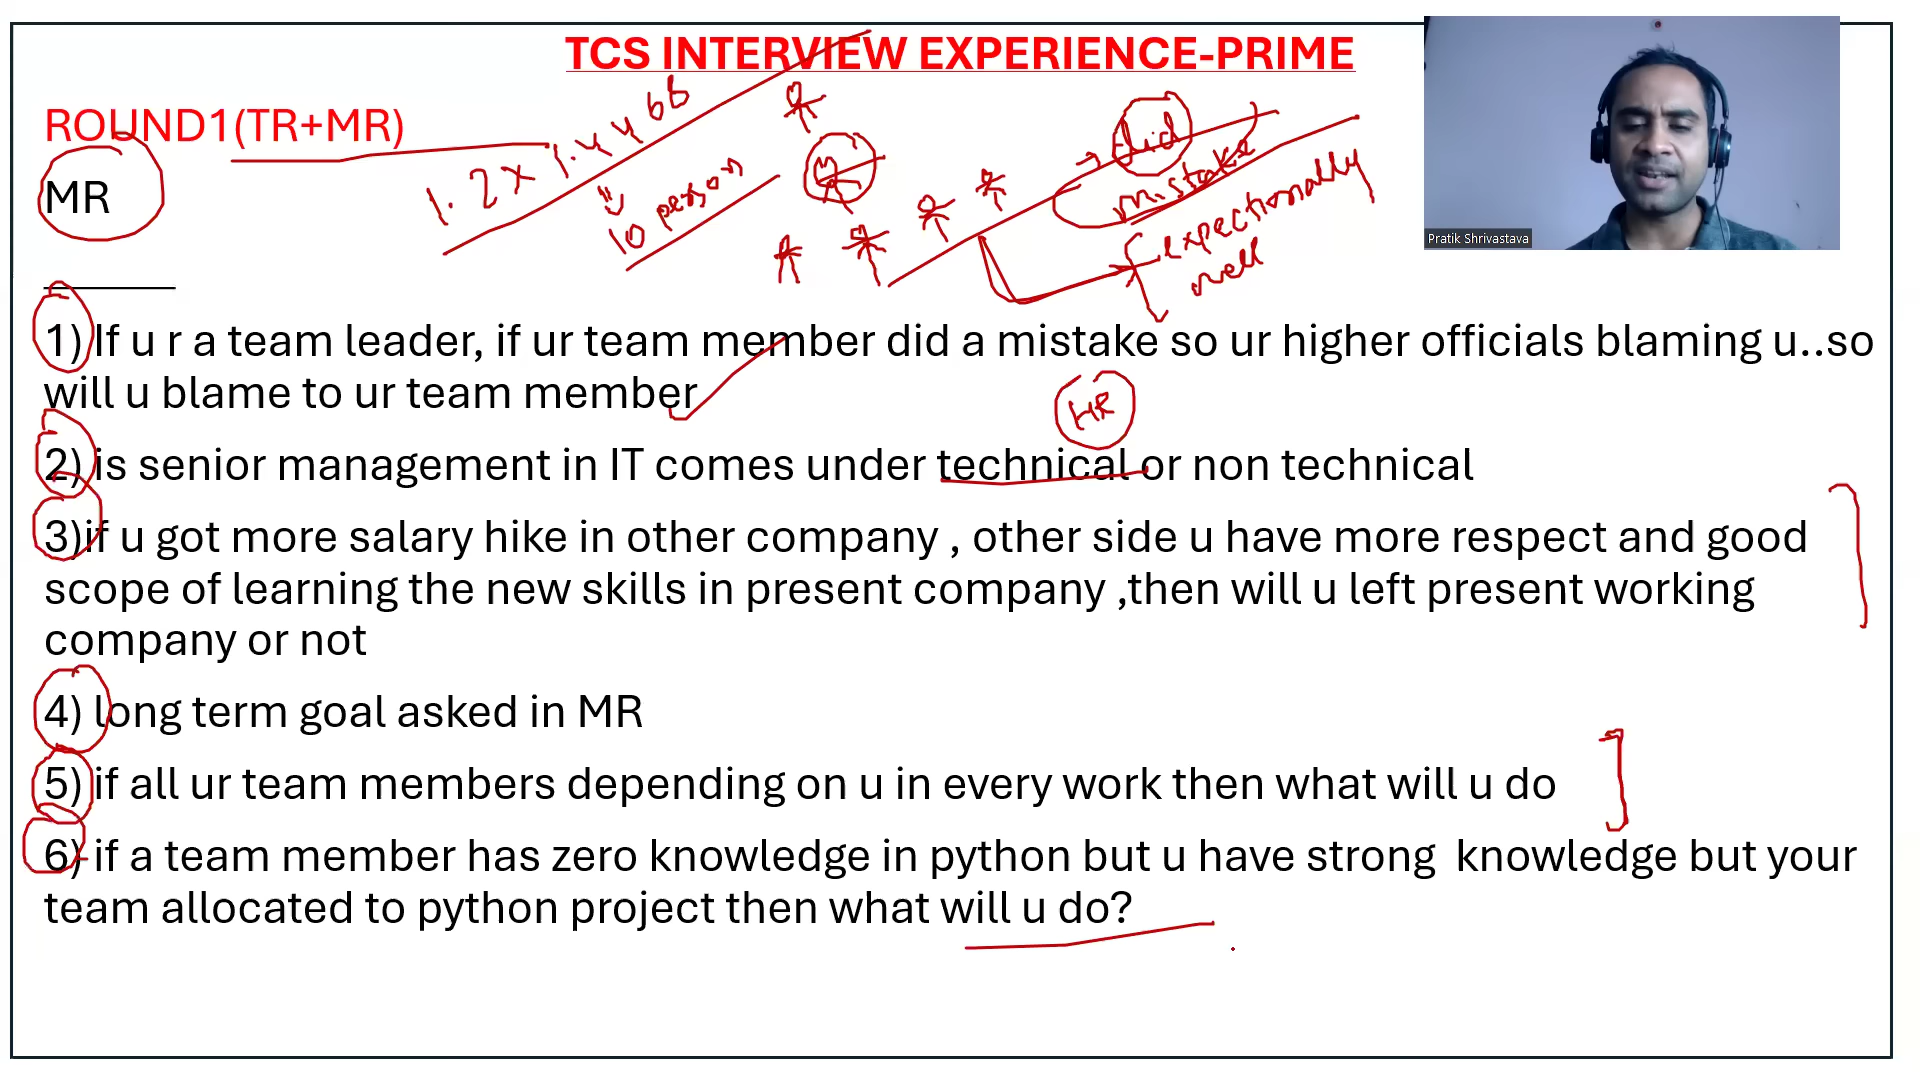 TCS INTERVIEW EXPERIENCE-PRIME
ROUND1(TR+MR)
MR
1.2 x 1.4 4 68
10 person
did
mistake
expectionally
well
Pratik Shrivastava
1) If u r a team leader, if ur team member did a mistake so ur higher officials blaming u..so
will u blame to ur team member
HR
2) is senior management in IT comes under technical or non technical
3)if u got more salary hike in other company , other side u have more respect and good
scope of learning the new skills in present company ,then will u left present working
company or not
4) long term goal asked in MR
5) if all ur team members depending on u in every work then what will u do
6) if a team member has zero knowledge in python but u have strong  knowledge but your
team allocated to python project then what will u do?